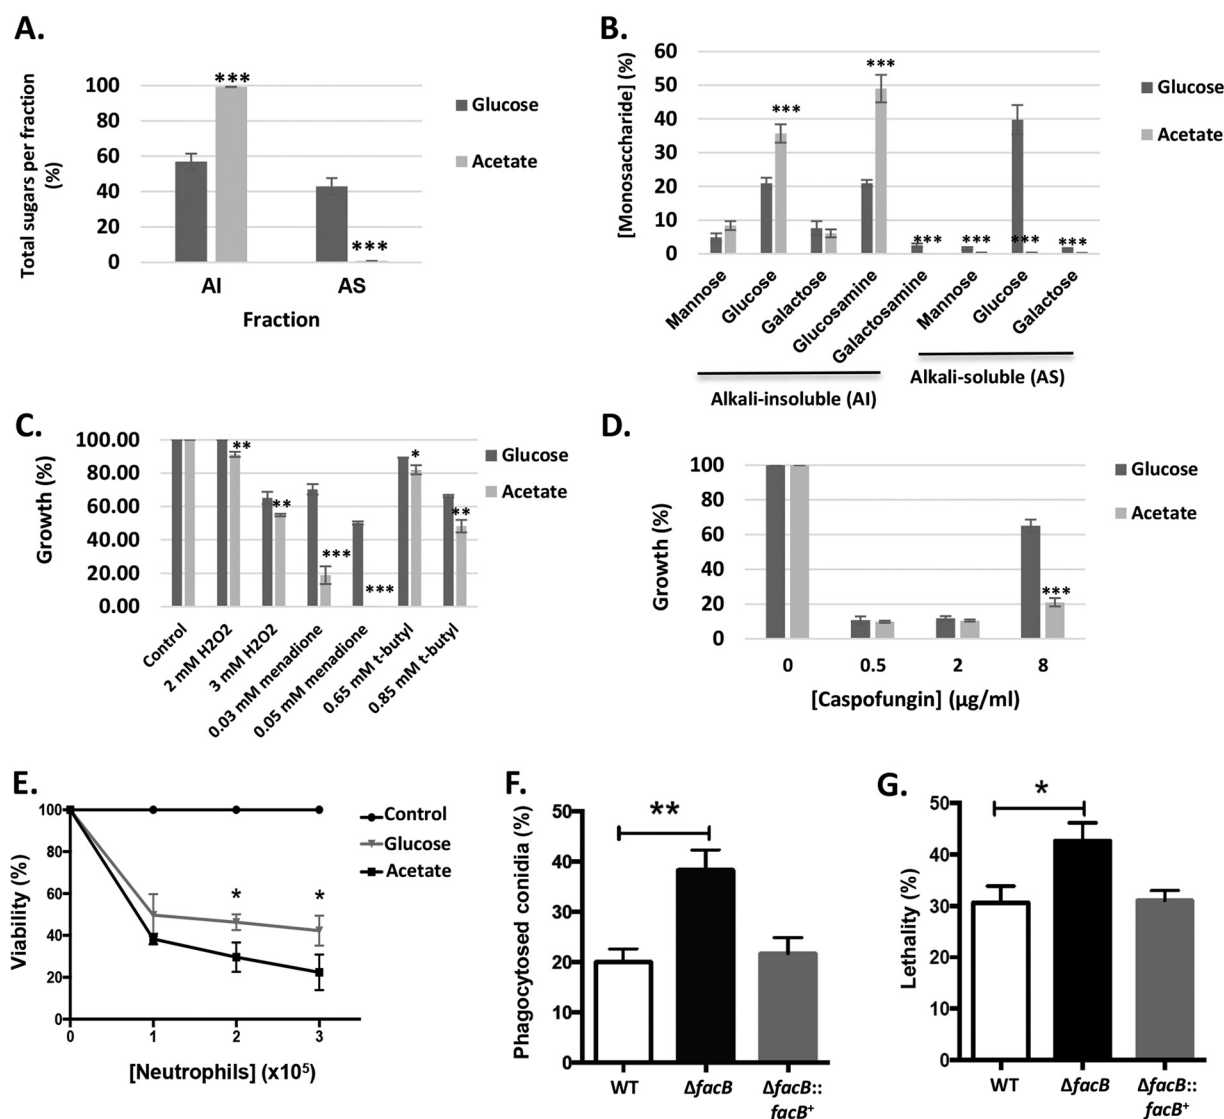 A.
Total sugars per fraction
(%)
100
80
60
40
20
0
***
***
AI
AS
Fraction
Glucose
Acetate
B.
[Monosaccharide] (%)
60
50
40
30
20
10
0
***
***
***
***
***
***
Mannose
Glucose
Galactose
Glucosamine
Galactosamine
Mannose
Glucose
Galactose
Alkali-insoluble (AI)
Alkali-soluble (AS)
Glucose
Acetate
C.
Growth (%)
100.00
80.00
60.00
40.00
20.00
0.00
**
**
***
***
*
**
Control
2 mM H2O2
3 mM H2O2
0.03 mM menadione
0.05 mM menadione
0.65 mM t-butyl
0.85 mM t-butyl
Glucose
Acetate
D.
Growth (%)
100
80
60
40
20
0
***
0
0.5
2
8
[Caspofungin] (µg/ml)
Glucose
Acetate
E.
Viability (%)
100
80
60
40
20
0
*
*
0
1
2
3
[Neutrophils] (x10⁵)
Control
Glucose
Acetate
F.
Phagocytosed conidia (%)
50
40
30
20
10
0
**
WT
ΔfacB
ΔfacB::
facB⁺
G.
Lethality (%)
50
40
30
20
10
0
*
WT
ΔfacB
ΔfacB::
facB⁺